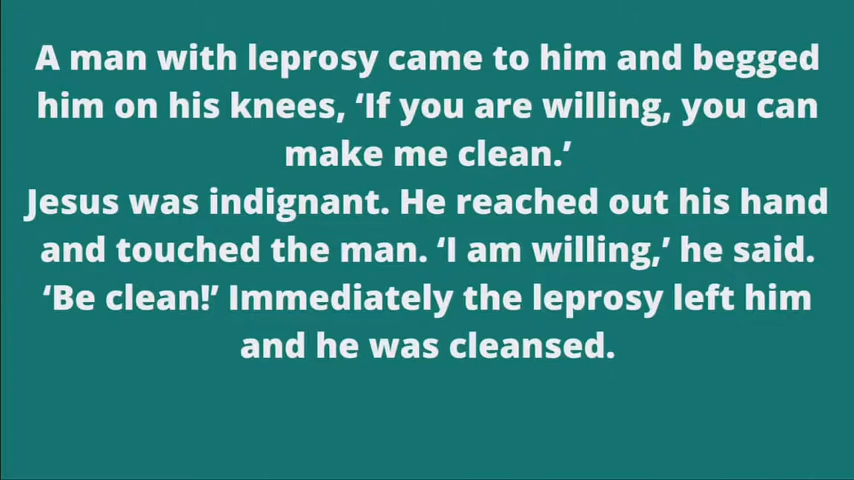 A man with leprosy came to him and begged
him on his knees, ‘If you are willing, you can
make me clean.’
Jesus was indignant. He reached out his hand
and touched the man. ‘I am willing,’ he said.
‘Be clean!’ Immediately the leprosy left him
and he was cleansed.